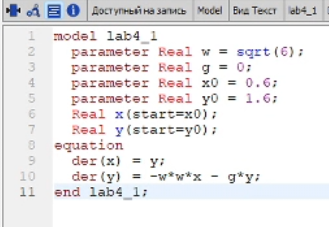 Доступный на запись Model Вид Текст lab4_1
1 model lab4_1
2 parameter Real w = sqrt(6);
3 parameter Real g = 0;
4 parameter Real x0 = 0.6;
5 parameter Real y0 = 1.6;
6 Real x(start=x0);
7 Real y(start=y0);
8 equation
9 der(x) = y;
10 der(y) = -w*w*x - g*y;
11 end lab4_1;